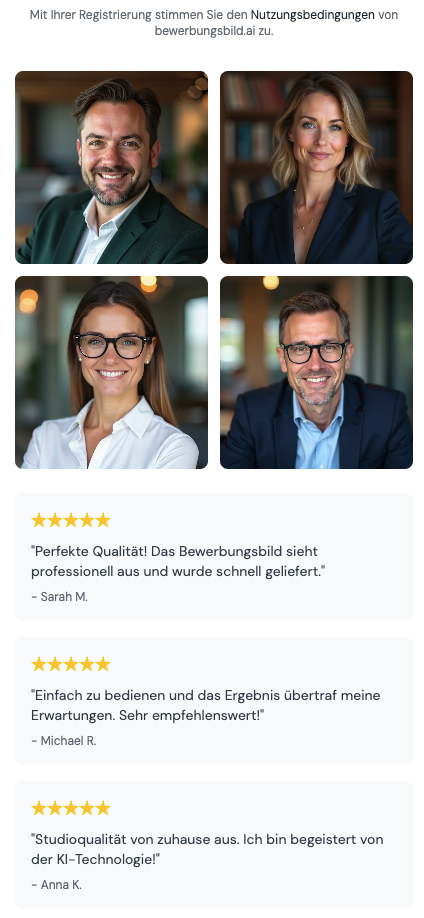 Mit Ihrer Registrierung stimmen Sie den Nutzungsbedingungen von
bewerbungsbild.ai zu.
"Perfekte Qualität! Das Bewerbungsbild sieht
professionell aus und wurde schnell geliefert."
- Sarah M.
"Einfach zu bedienen und das Ergebnis übertraf meine
Erwartungen. Sehr empfehlenswert!"
- Michael R.
"Studioqualität von zuhause aus. Ich bin begeistert von
der KI-Technologie!"
- Anna K.